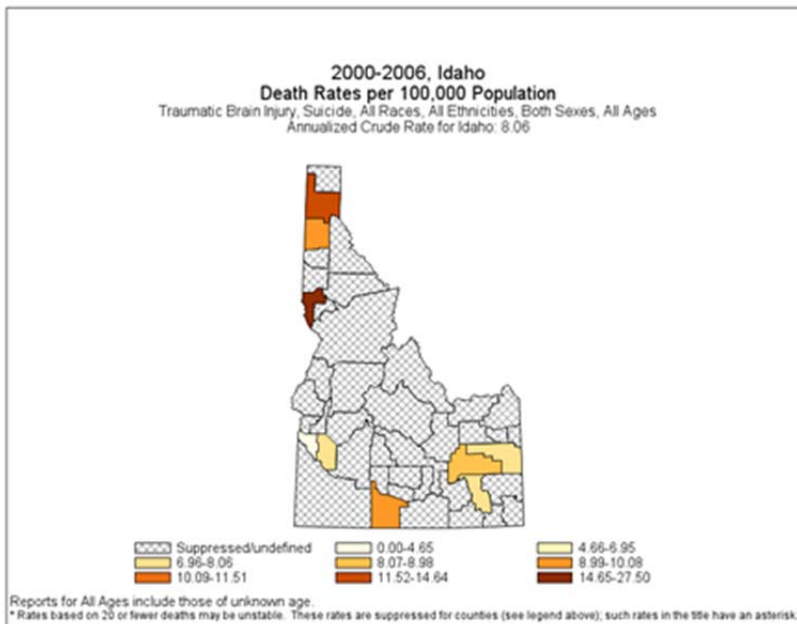 2000-2006, Idaho
Death Rates per 100,000 Population
Traumatic Brain Injury, Suicide, All Races, All Ethnicities, Both Sexes, All Ages
Annualized Crude Rate for Idaho: 8.06
Suppressed/undefined 0.00-4.65 4.66-6.95
6.96-8.06 8.07-8.98 8.99-10.08
10.09-11.51 11.52-14.64 14.65-27.50
Reports for All Ages include those of unknown age.
* Rates based on 20 or fewer deaths may be unstable. These rates are suppressed for counties (see legend above); such rates in the title have an asterisk.